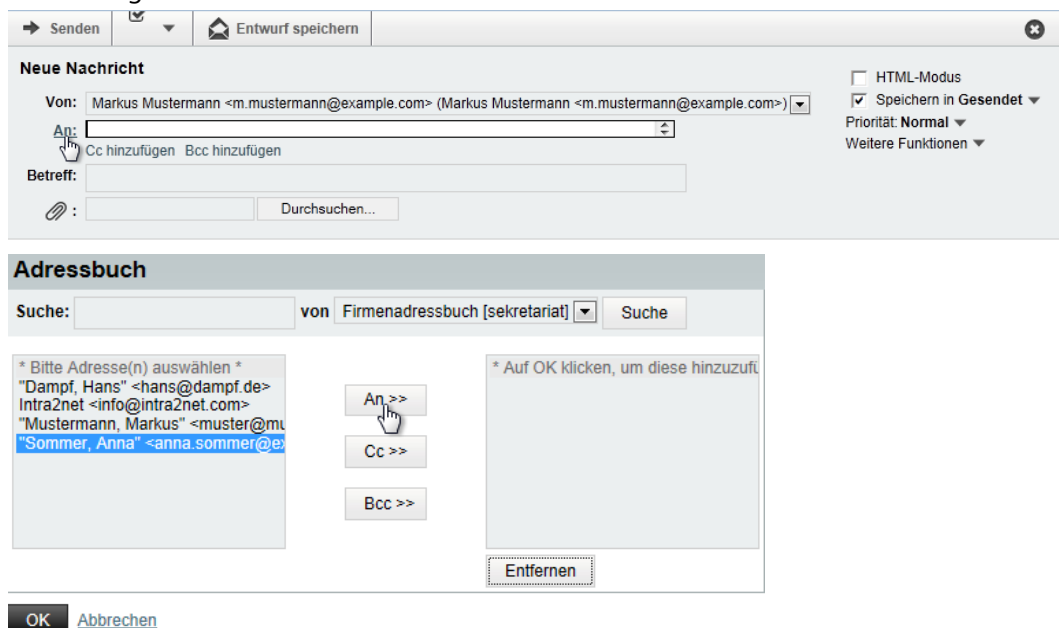 Senden
Entwurf speichern
Neue Nachricht
HTML-Modus
Von: Markus Mustermann <m.mustermann@example.com> (Markus Mustermann <m.mustermann@example.com>)
Speichern in Gesendet
An:
Priorität: Normal
Cc hinzufügen Bcc hinzufügen
Weitere Funktionen
Betreff:
: Durchsuchen...
Adressbuch
Suche: von Firmenadressbuch [sekretariat] Suche
* Bitte Adresse(n) auswählen *
"Dampf, Hans" <hans@dampf.de>
Intra2net <info@intra2net.com>
"Mustermann, Markus" <muster@mu
"Sommer, Anna" <anna.sommer@ex
An >>
Cc >>
Bcc >>
* Auf OK klicken, um diese hinzuzufü
Entfernen
OK Abbrechen